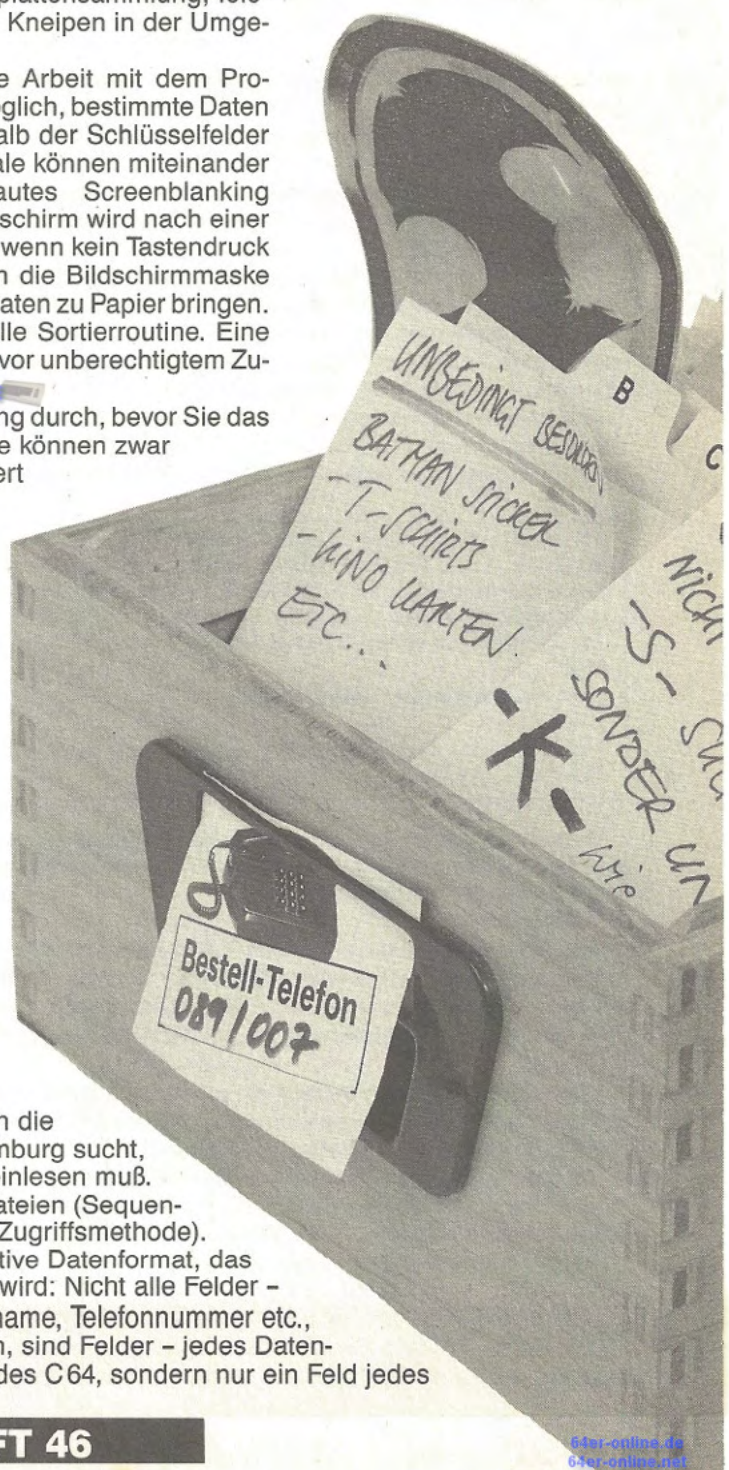 plattensammlung,
Kneipen in der Umge-
e Arbeit mit dem Pro-
glich, bestimmte Daten
alb der Schlüsselfelder
ale können miteinander
autes Screenblanking
schirm wird nach einer
wenn kein Tastendruck
n die Bildschirmmaske
aten zu Papier bringen.
lle Sortierroutine. Eine
vor unberechtigtem Zu-
ng durch, bevor Sie das
e können zwar
ert
UNBEDINGT BESORGEN
BATMAN STICKER
- T-SCHIRTS
- KINO KARTEN
ETC...
B
C
NICHT
-S-
SONDER UN
-K-
wie
Bestell-Telefon
089/007
n die
mburg sucht,
einlesen muß.
ateien (Sequen-
Zugriffsmethode).
tive Datenformat, das
wird: Nicht alle Felder –
name, Telefonnummer etc.,
n, sind Felder – jedes Daten-
des C64, sondern nur ein Feld jedes
FT 46
64er-online.de
64er-online.net